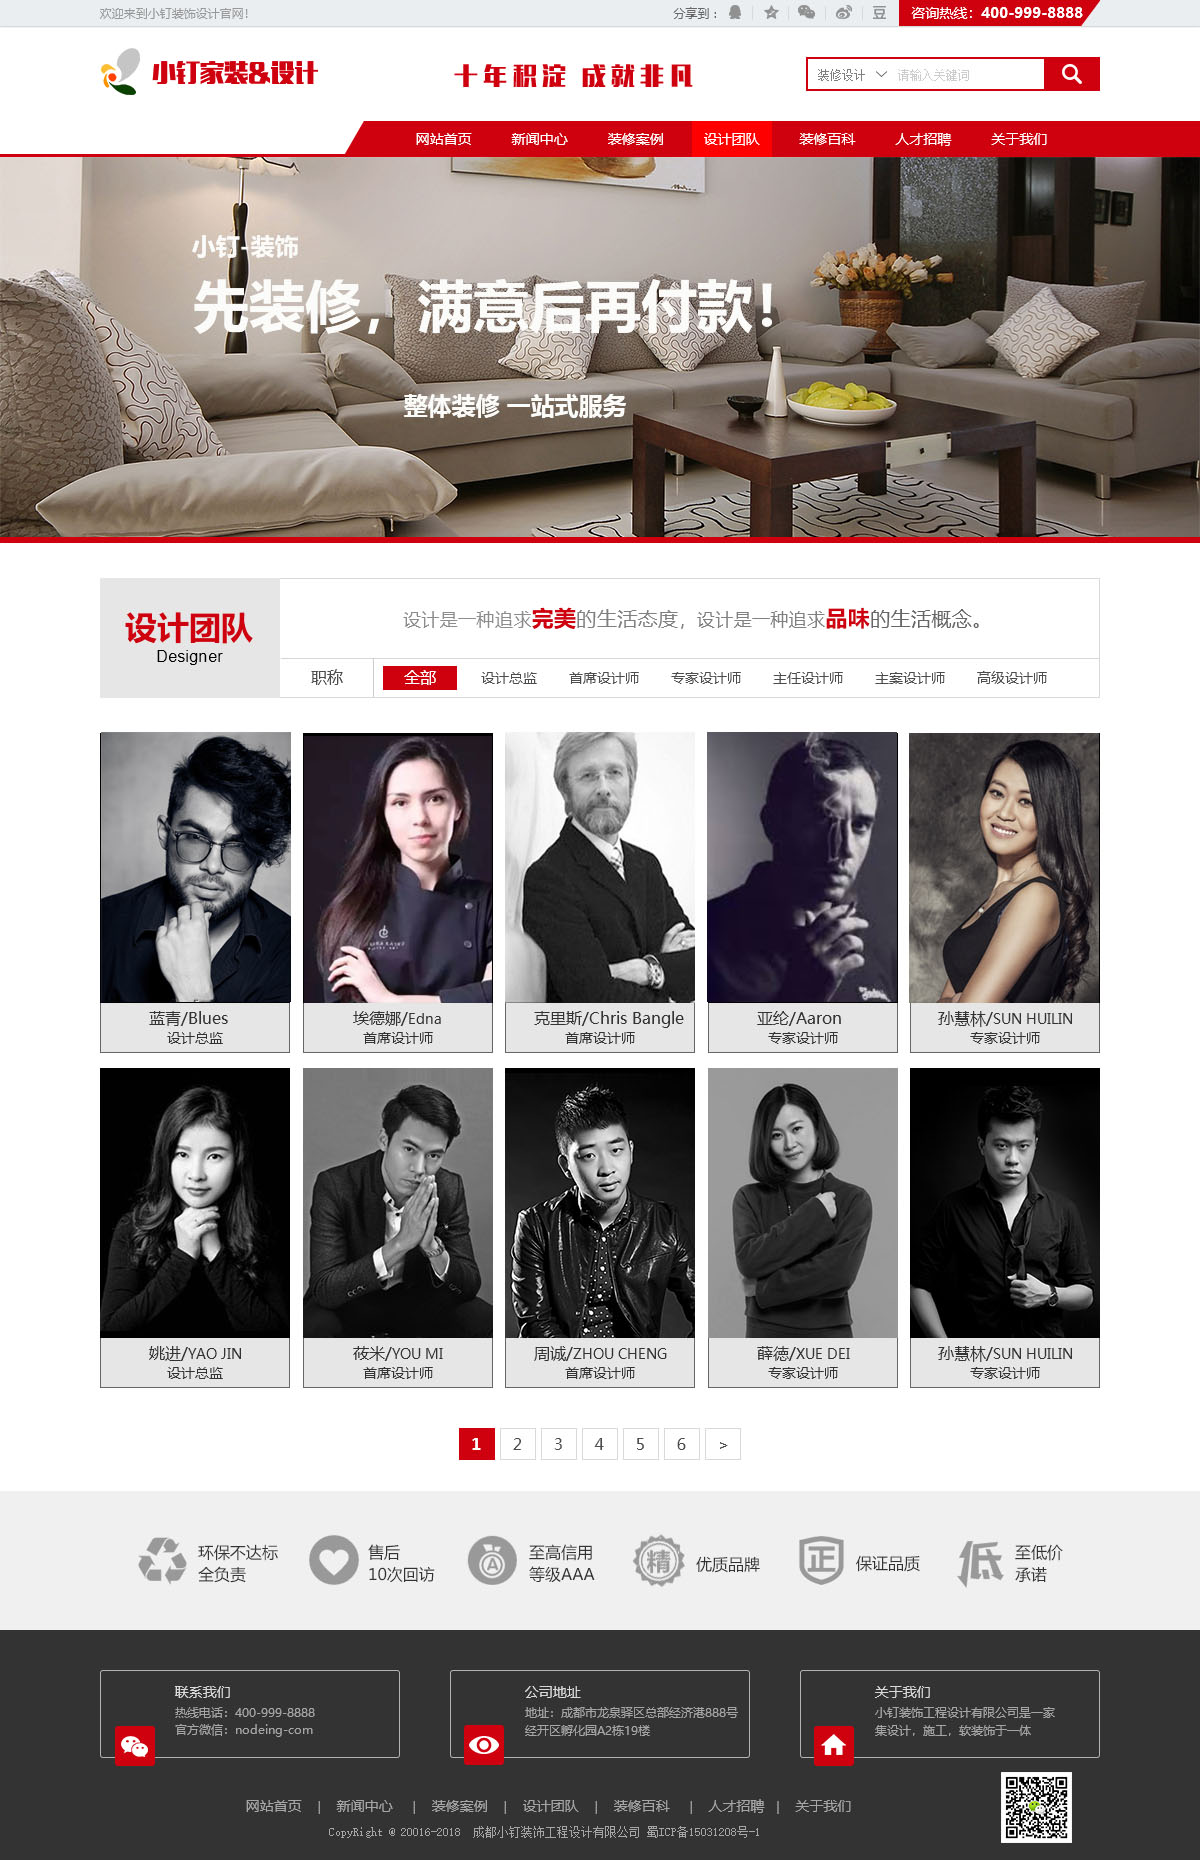 欢迎来到小钉装饰设计官网!
分享到：
豆
咨询热线：400-999-8888
小钉家装&设计
十年积淀 成就非凡
装修设计 请输入关键词
网站首页 新闻中心 装修案例 设计团队 装修百科 人才招聘 关于我们
小钉-装饰
先装修，满意后再付款！
整体装修 一站式服务
设计团队
Designer
设计是一种追求完美的生活态度，设计是一种追求品味的生活概念。
职称 全部 设计总监 首席设计师 专家设计师 主任设计师 主案设计师 高级设计师
蓝青/Blues
设计总监
埃德娜/Edna
首席设计师
克里斯/Chris Bangle
首席设计师
亚纶/Aaron
专家设计师
孙慧林/SUN HUILIN
专家设计师
姚进/YAO JIN
设计总监
莜米/YOU MI
首席设计师
周诚/ZHOU CHENG
首席设计师
薛德/XUE DEI
专家设计师
孙慧林/SUN HUILIN
专家设计师
1 2 3 4 5 6 >
环保不达标
全负责
售后
10次回访
A
至高信用
等级AAA
精
优质品牌
正
保证品质
低
至低价
承诺
联系我们
热线电话：400-999-8888
官方微信：nodeing-com
公司地址
地址：成都市龙泉驿区总部经济港888号
经开区孵化园A2栋19楼
关于我们
小钉装饰工程设计有限公司是一家
集设计，施工，软装饰于一体
网站首页 | 新闻中心 | 装修案例 | 设计团队 | 装修百科 | 人才招聘 | 关于我们
CopyRight @ 20016-2018 成都小钉装饰工程设计有限公司 蜀ICP备15031208号-1